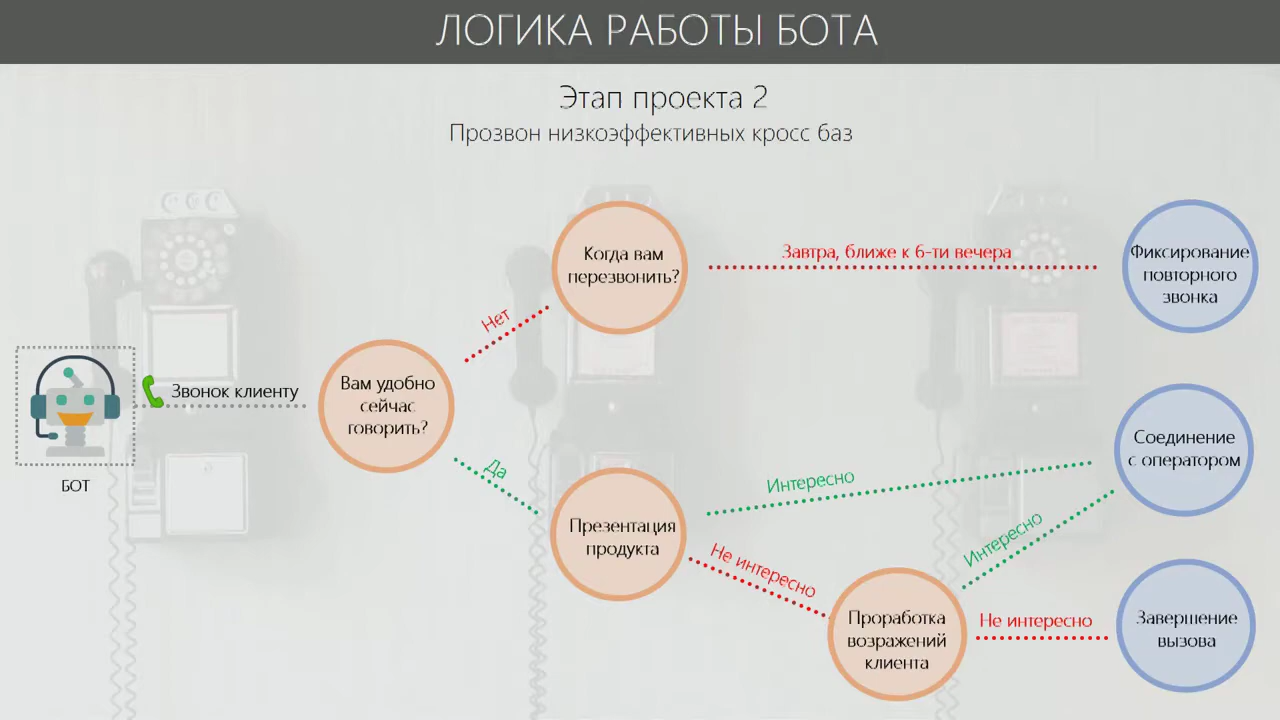 ЛОГИКА РАБОТЫ БОТА
Этап проекта 2
Прозвон низкоэффективных кросс баз
БОТ
Звонок клиенту
Вам удобно
сейчас
говорить?
Нет
Когда вам
перезвонить?
Завтра, ближе к 6-ти вечера
Фиксирование
повторного
звонка
Да
Презентация
продукта
Интересно
Соединение
с оператором
Не интересно
Проработка
возражений
клиента
Интересно
Не интересно
Завершение
вызова